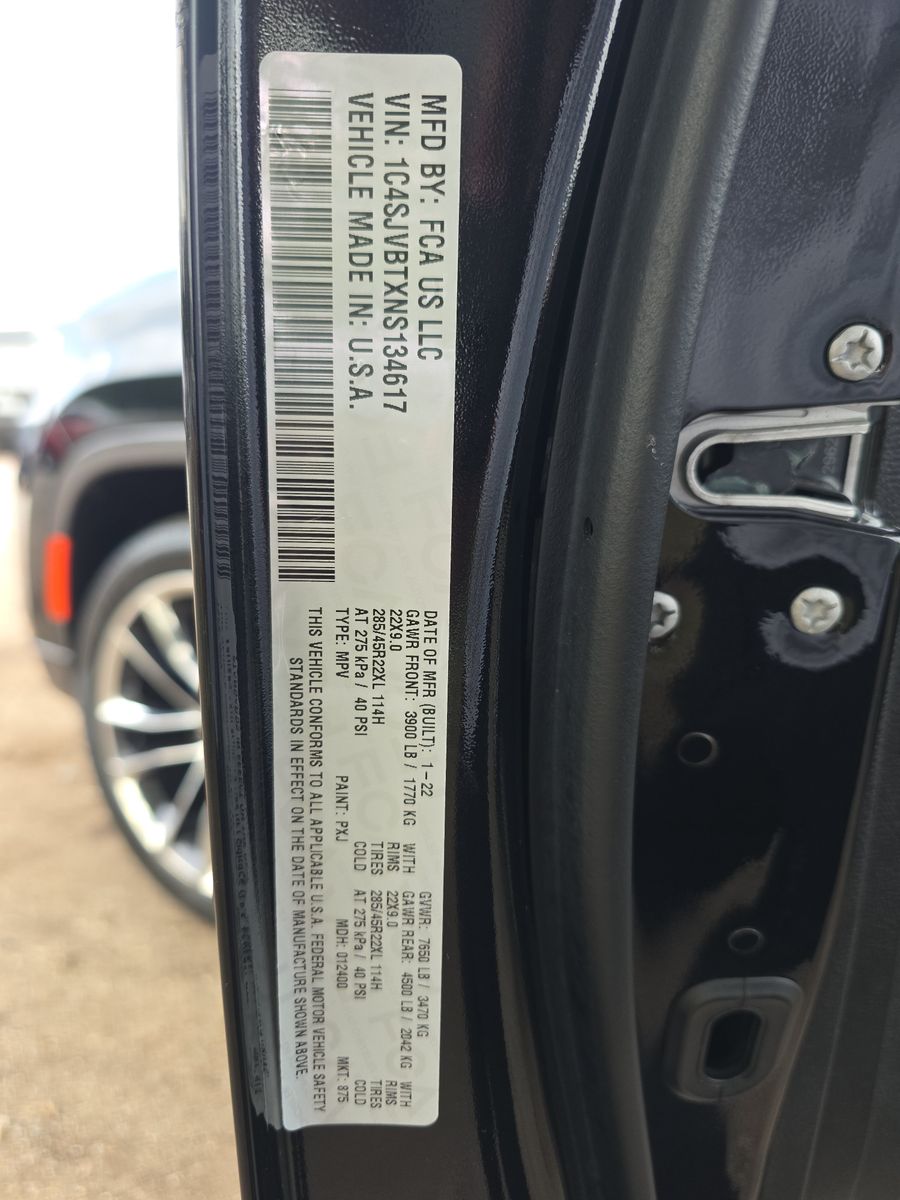 MFD BY: FCA US LLC
VIN: 1C4SJVBTXNS134617
VEHICLE MADE IN: U.S.A.
DATE OF MFR (BUILT): 1-22 GVWR: 7650 LB / 3470 KG
GAWR FRONT: 3900 LB / 1770 KG WITH GAWR REAR: 4500 LB / 2042 KG WITH
22X9.0 RIMS 22X9.0 RIMS
285/45R22XL 114H TIRES 285/45R22XL 114H TIRES
AT 275 kPa / 40 PSI COLD AT 275 kPa / 40 PSI COLD
TYPE: MPV PAINT: PXJ MDH: 012400 MKT: 875
THIS VEHICLE CONFORMS TO ALL APPLICABLE U.S.A. FEDERAL MOTOR VEHICLE SAFETY
STANDARDS IN EFFECT ON THE DATE OF MANUFACTURE SHOWN ABOVE.